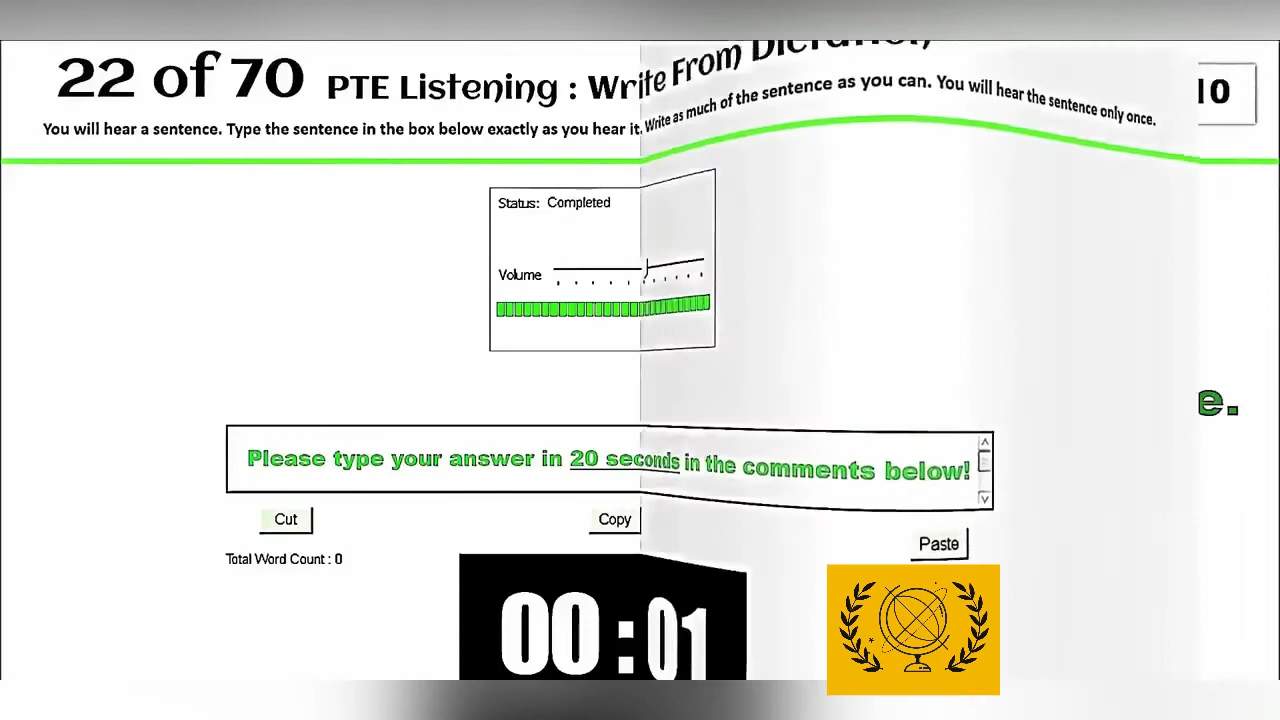 22 of 70 PTE Listening : Write From Dictation
10
You will hear a sentence. Type the sentence in the box below exactly as you hear it. Write as much of the sentence as you can. You will hear the sentence only once.
Status: Completed
Volume
e.
Please type your answer in 20 seconds in the comments below!
Cut
Copy
Paste
Total Word Count : 0
00:01